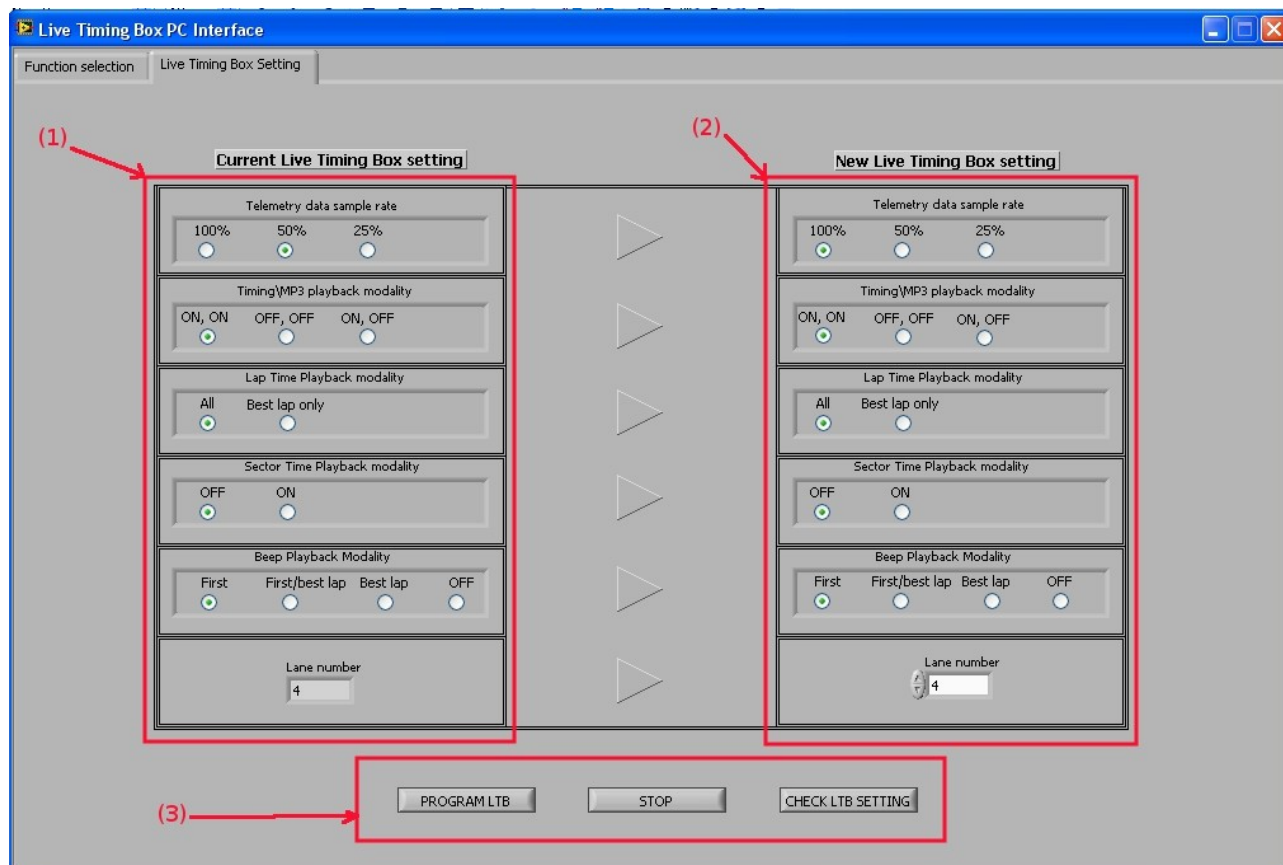 Live Timing Box PC Interface
Function selection Live Timing Box Setting
(1) (2)
Current Live Timing Box setting New Live Timing Box setting
Telemetry data sample rate Telemetry data sample rate
100% 50% 25% 100% 50% 25%
Timing\MP3 playback modality Timing\MP3 playback modality
ON, ON OFF, OFF ON, OFF ON, ON OFF, OFF ON, OFF
Lap Time Playback modality Lap Time Playback modality
All Best lap only All Best lap only
Sector Time Playback modality Sector Time Playback modality
OFF ON OFF ON
Beep Playback Modality Beep Playback Modality
First First/best lap Best lap OFF First First/best lap Best lap OFF
Lane number Lane number
4 4
(3) PROGRAM LTB STOP CHECK LTB SETTING